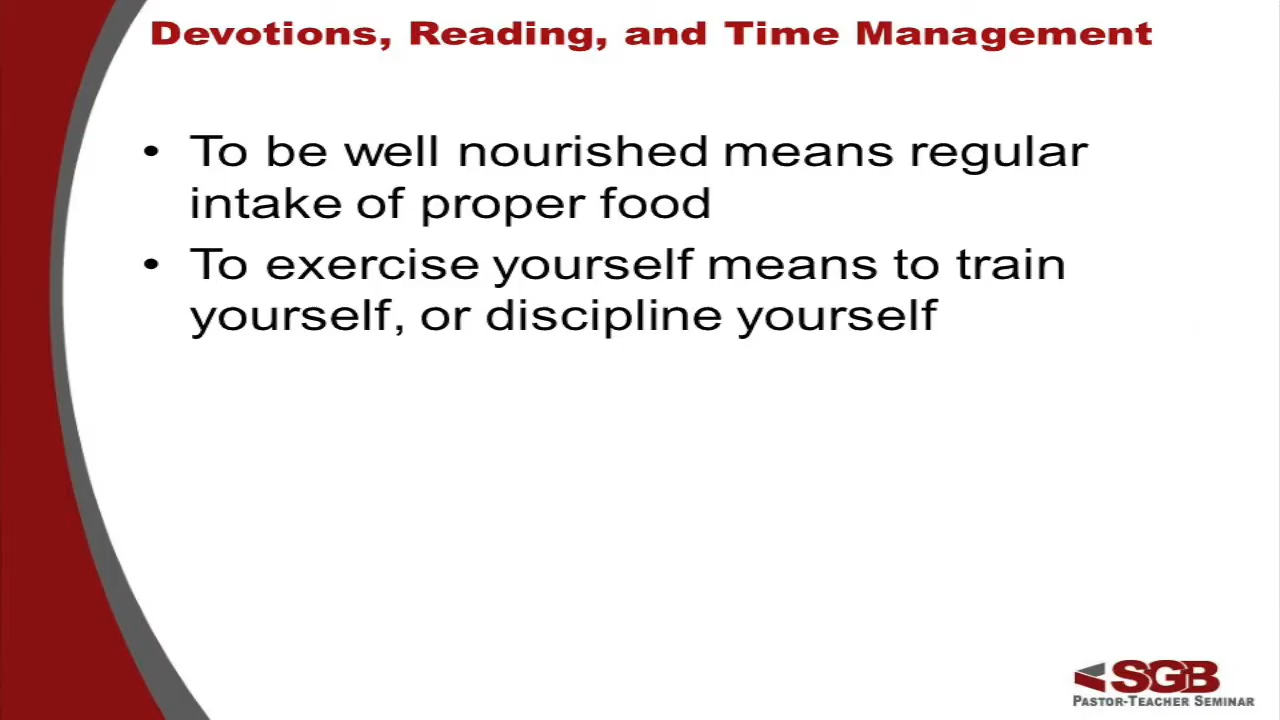 Devotions, Reading, and Time Management
• To be well nourished means regular
intake of proper food
• To exercise yourself means to train
yourself, or discipline yourself
SGB
PASTOR-TEACHER SEMINAR